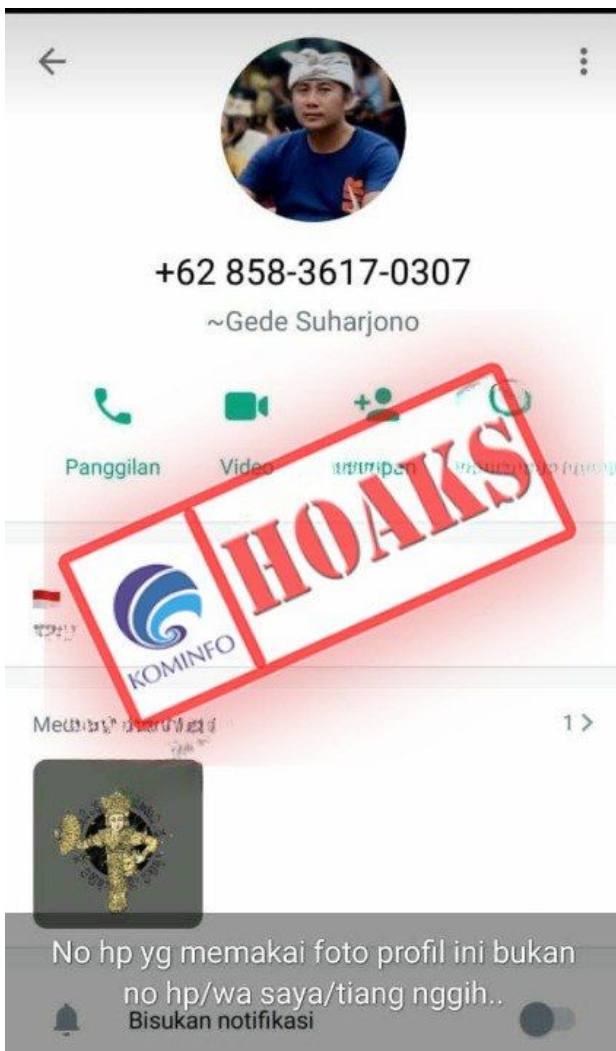 +62 858-3617-0307
~Gede Suharjono
Panggilan
Video
HOAKS
KOMINFO
1 >
No hp yg memakai foto profil ini bukan
no hp/wa saya/tiang nggih..
Bisukan notifikasi